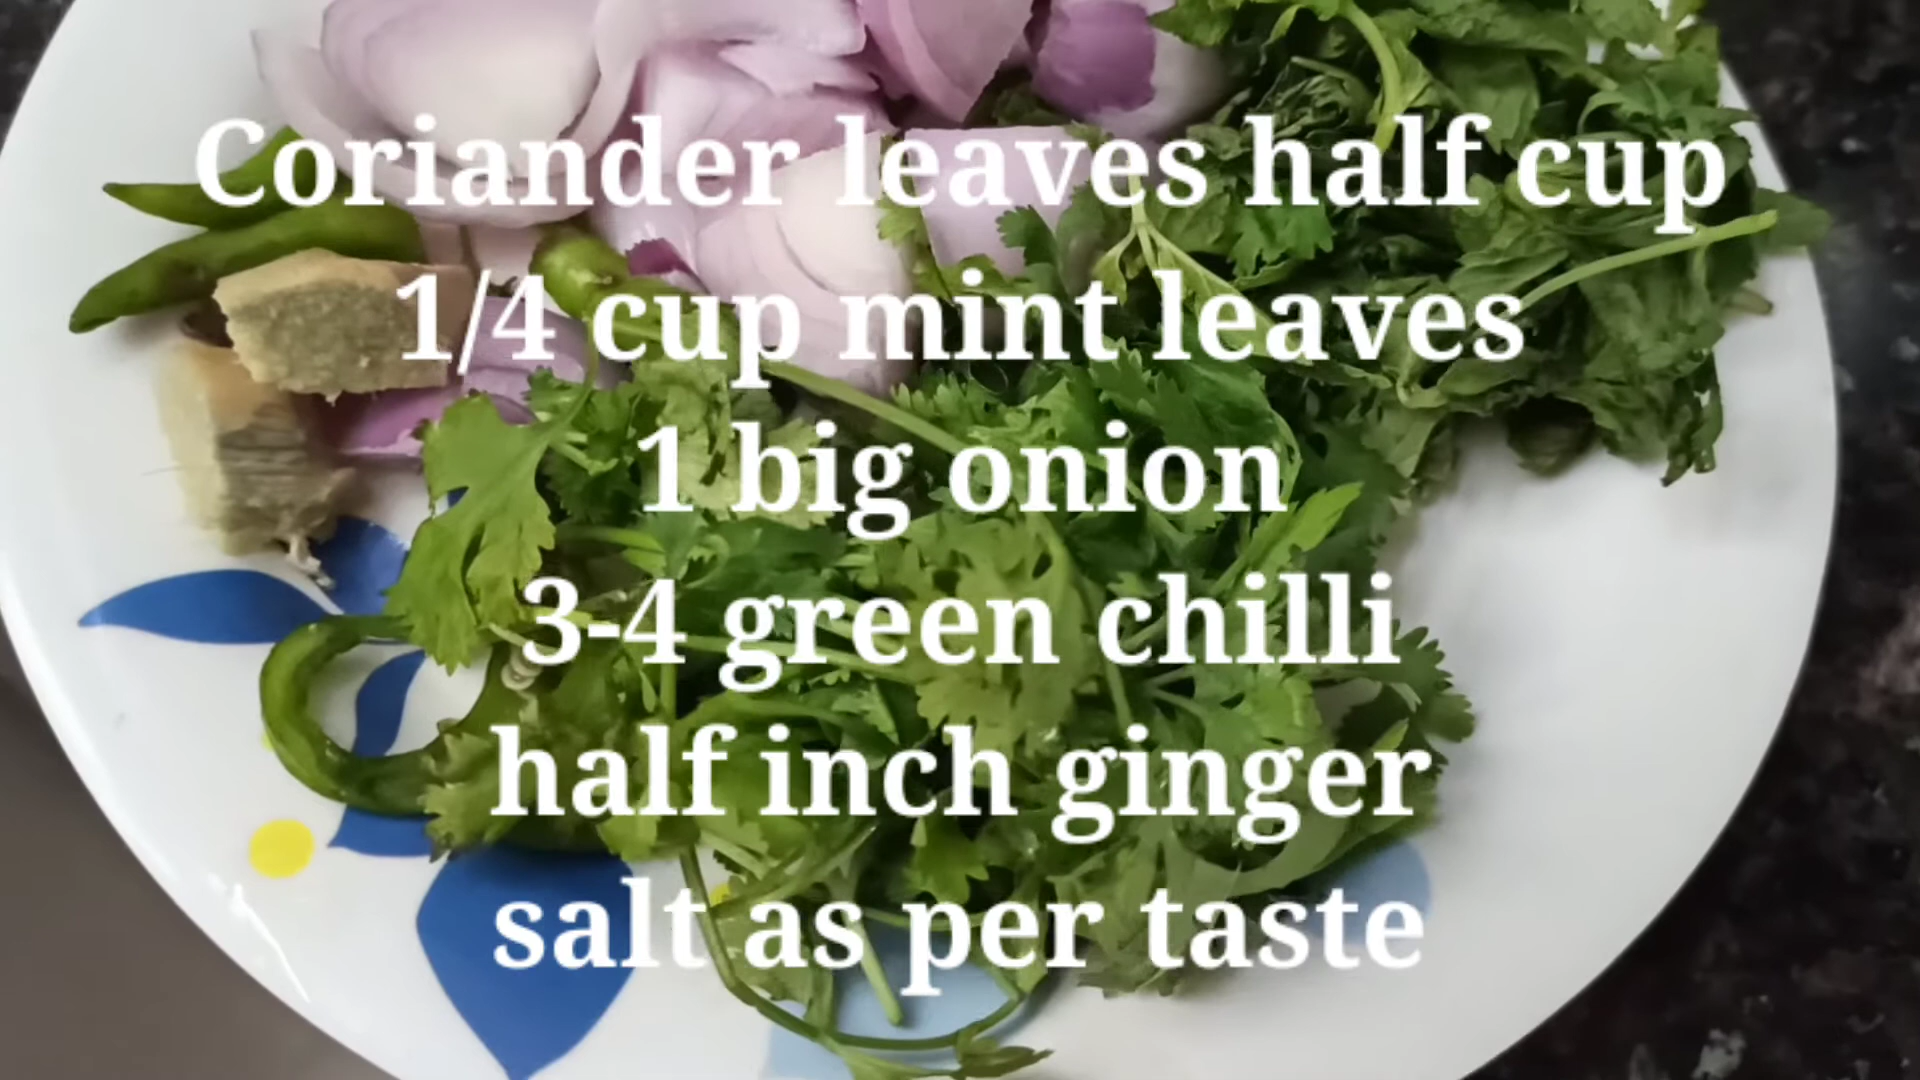 Coriander leaves half cup
1/4 cup mint leaves
1 big onion
3-4 green chilli
half inch ginger
salt as per taste